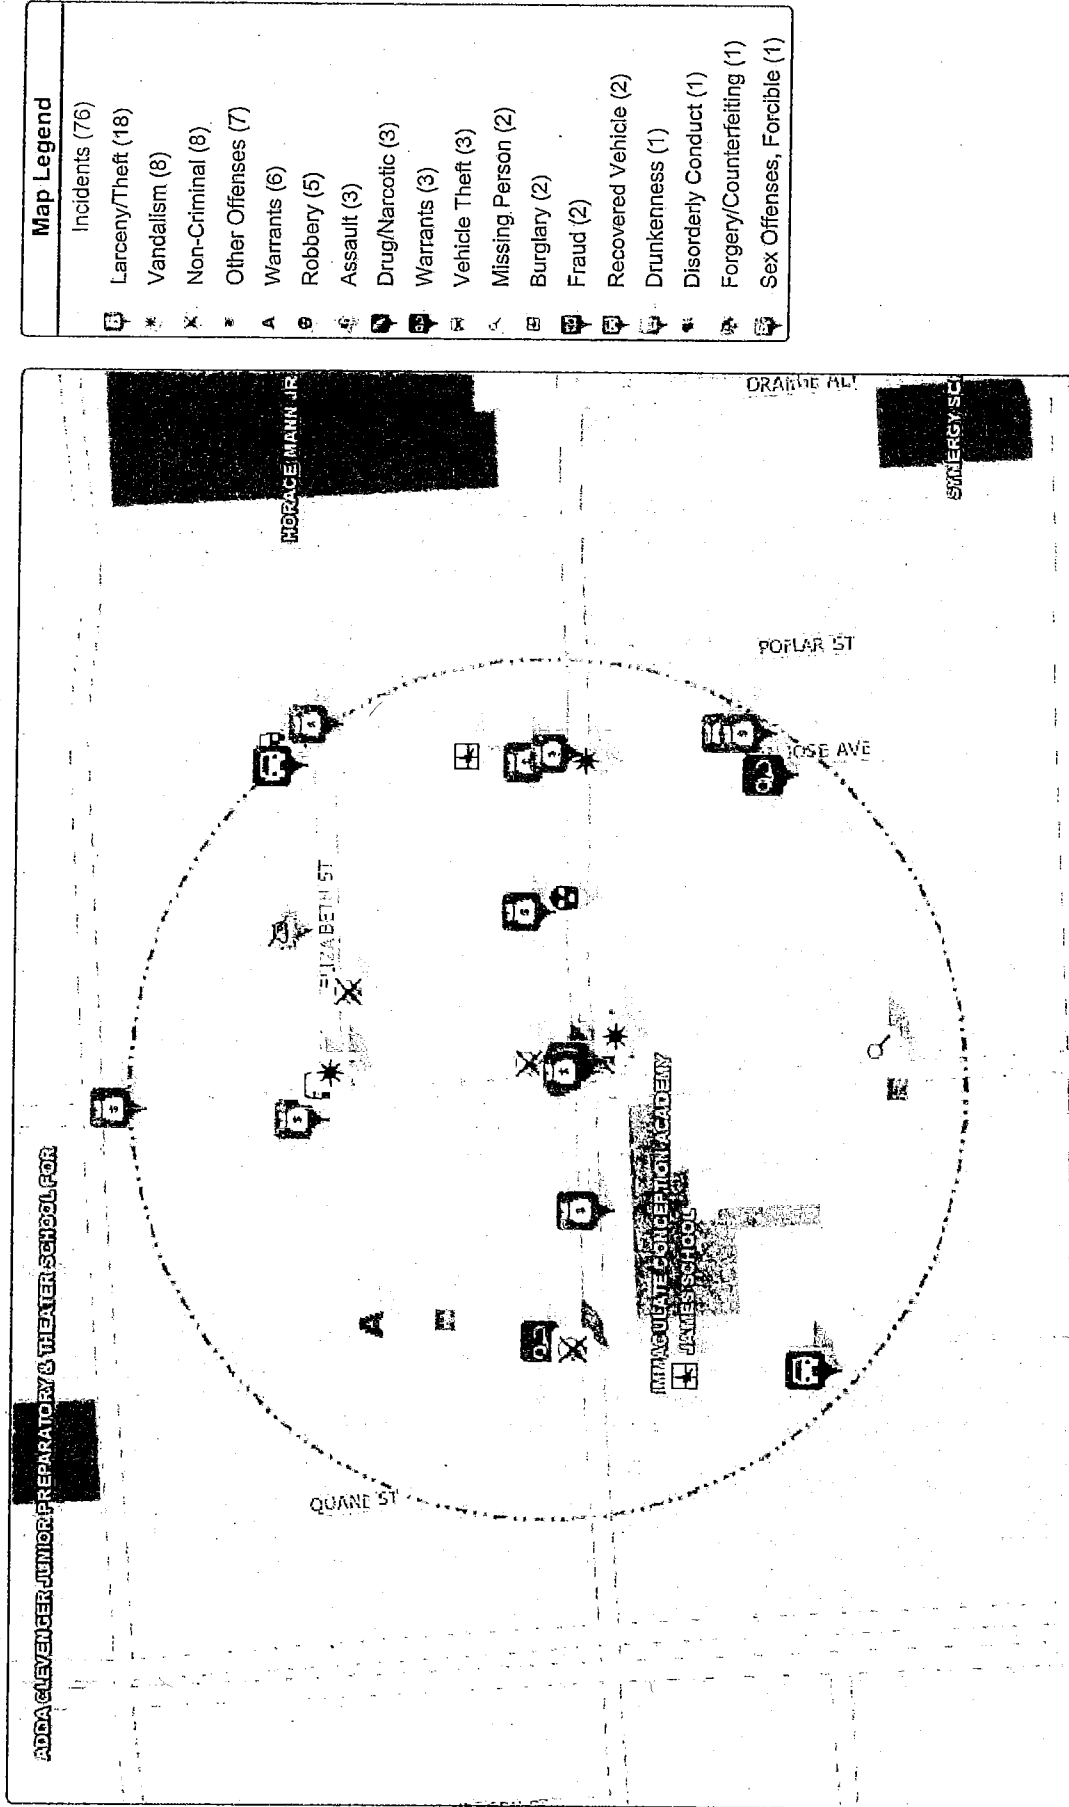 Map Legend
Incidents (76)
Larceny/Theft (18)
Vandalism (8)
Non-Criminal (8)
Other Offenses (7)
Warrants (6)
Robbery (5)
Assault (3)
Drug/Narcotic (3)
Warrants (3)
Vehicle Theft (3)
Missing Person (2)
Burglary (2)
Fraud (2)
Recovered Vehicle (2)
Drunkenness (1)
Disorderly Conduct (1)
Forgery/Counterfeiting (1)
Sex Offenses, Forcible (1)
ADDA CLEVENGER JUNIOR PREPARATORY & THEATER SCHOOL FOR
HORACE MANN JR
ELIZABETH ST
QUANE ST
IMMACULATE CONCEPTION ACADEMY
JAMES SCHOOL
POPLAR ST
OSE AVE
ORANGE AL
SYNERGY SC